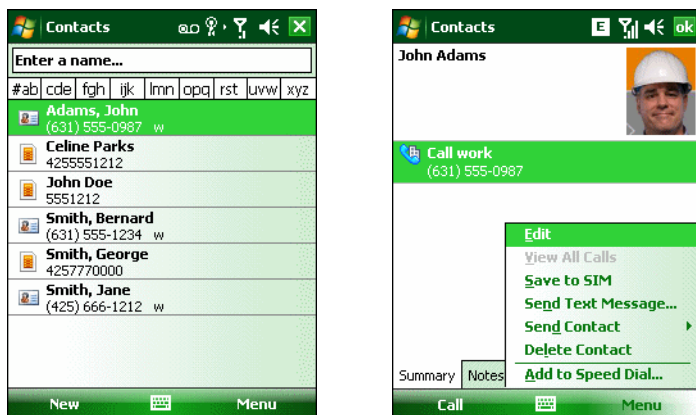 Contacts
Enter a name...
#ab cde fgh ijk lmn opq rst uvw xyz
Adams, John
(631) 555-0987 w
Celine Parks
4255551212
John Doe
5551212
Smith, Bernard
(631) 555-1234 w
Smith, George
4257770000
Smith, Jane
(425) 666-1212 w
New Menu
Contacts E ok
John Adams
Call work
(631) 555-0987
Edit
View All Calls
Save to SIM
Send Text Message...
Send Contact
Delete Contact
Add to Speed Dial...
Summary Notes
Call Menu